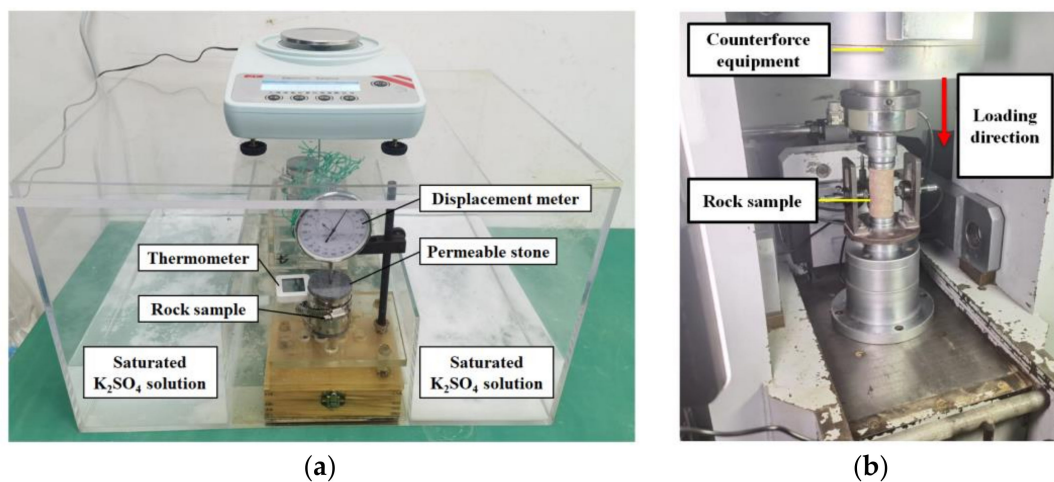 Displacement meter
Permeable stone
Thermometer
Rock sample
Saturated
K₂SO₄ solution
Saturated
K₂SO₄ solution
(a)
Counterforce
equipment
Loading
direction
Rock sample
(b)